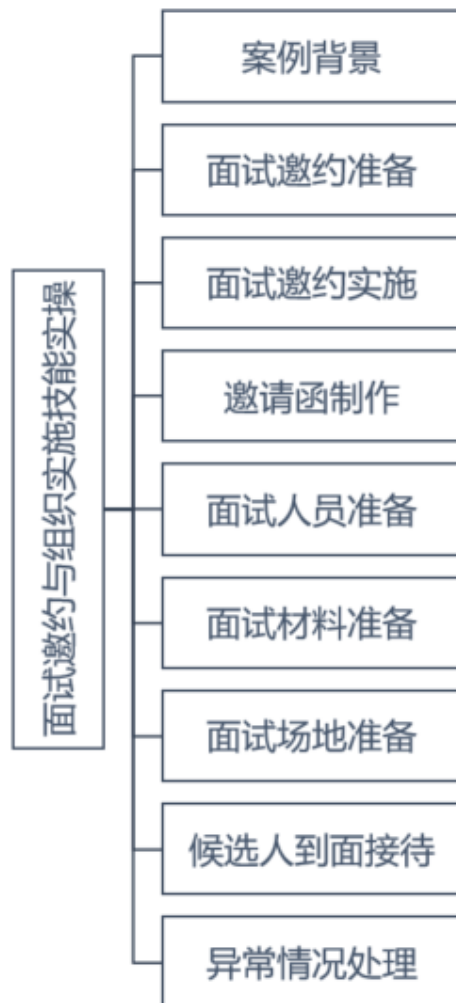 面试邀约与组织实施技能实操
案例背景
面试邀约准备
面试邀约实施
邀请函制作
面试人员准备
面试材料准备
面试场地准备
候选人到面接待
异常情况处理